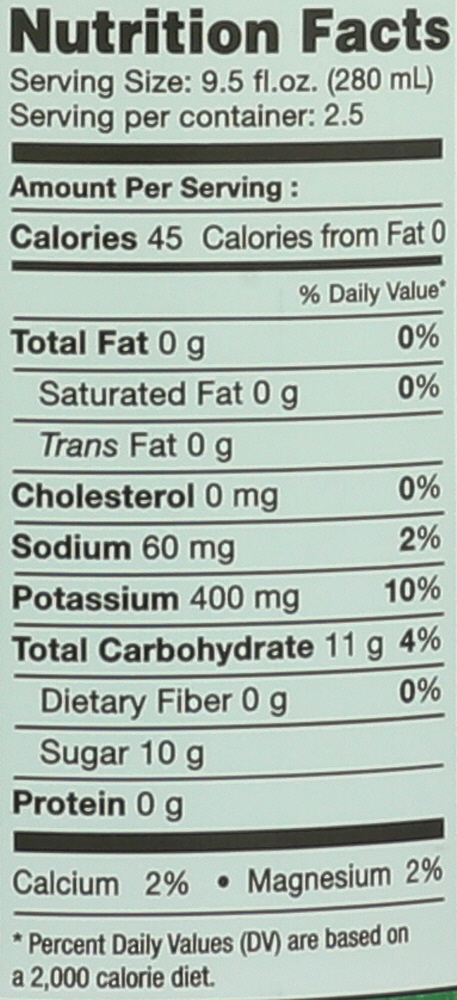 Nutrition Facts
Serving Size: 9.5 fl.oz. (280 mL)
Serving per container: 2.5
Amount Per Serving :
Calories 45 Calories from Fat 0
% Daily Value*
Total Fat 0 g 0%
Saturated Fat 0 g 0%
Trans Fat 0 g
Cholesterol 0 mg 0%
Sodium 60 mg 2%
Potassium 400 mg 10%
Total Carbohydrate 11 g 4%
Dietary Fiber 0 g 0%
Sugar 10 g
Protein 0 g
Calcium 2% • Magnesium 2%
* Percent Daily Values (DV) are based on
a 2,000 calorie diet.